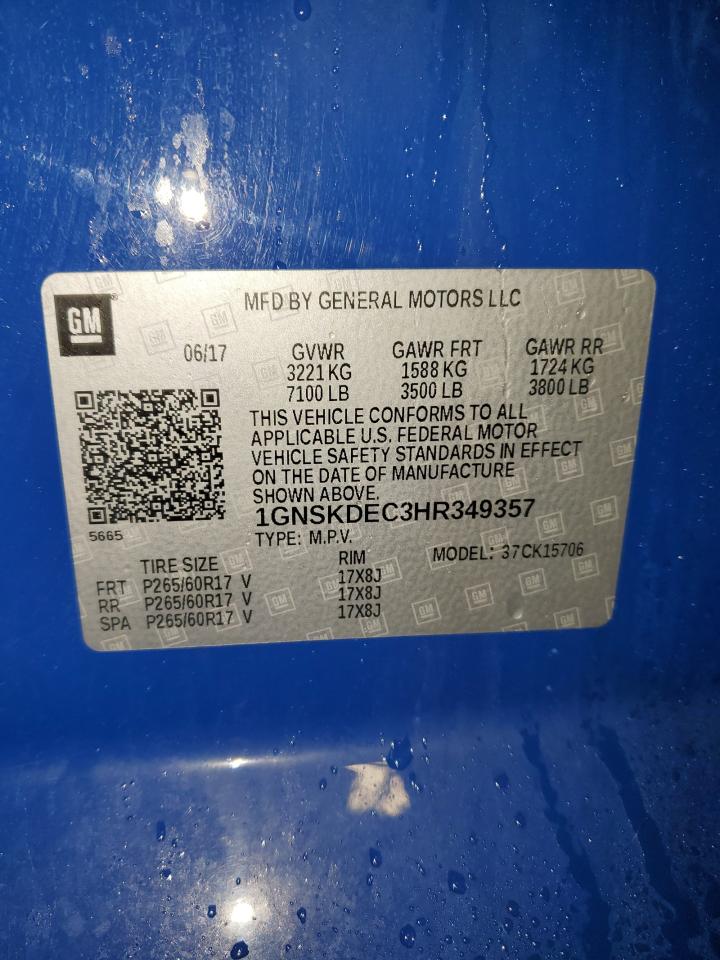 GM
MFD BY GENERAL MOTORS LLC
06/17 GVWR GAWR FRT GAWR RR
3221 KG 1588 KG 1724 KG
7100 LB 3500 LB 3800 LB
THIS VEHICLE CONFORMS TO ALL
APPLICABLE U.S. FEDERAL MOTOR
VEHICLE SAFETY STANDARDS IN EFFECT
ON THE DATE OF MANUFACTURE
SHOWN ABOVE.
1GNSKDEC3HR349357
5665
TYPE: M.P.V. MODEL: 37CK15706
TIRE SIZE RIM
FRT P265/60R17 V 17X8J
RR P265/60R17 V 17X8J
SPA P265/60R17 V 17X8J